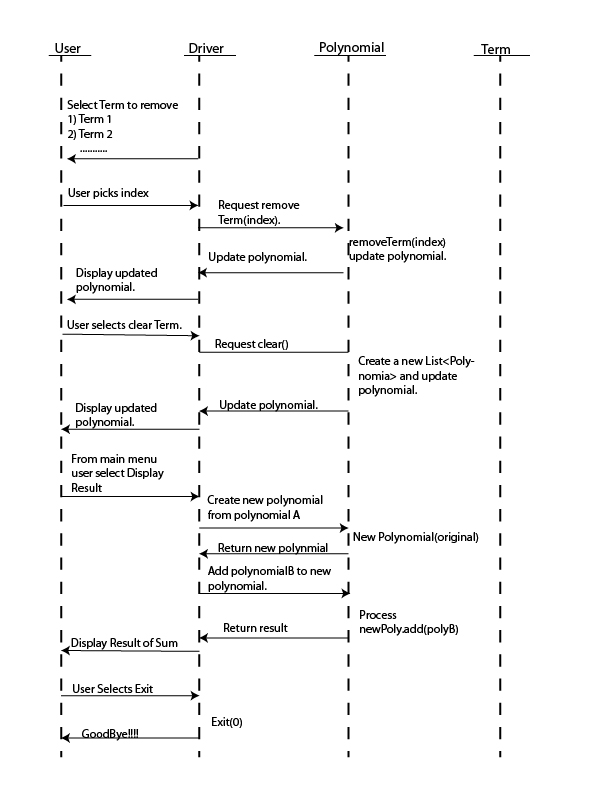 User
Driver
Polynomial
Term
Select Term to remove
1) Term 1
2) Term 2
...........
User picks index
Request remove
Term(index).
removeTerm(index)
update polynomial.
Update polynomial.
Display updated
polynomial.
User selects clear Term.
Request clear()
Create a new List<Poly-
nomia> and update
polynomial.
Update polynomial.
Display updated
polynomial.
From main menu
user select Display
Result
Create new polynomial
from polynomial A
New Polynomial(original)
Return new polynmial
Add polynomialB to new
polynomial.
Process
newPoly.add(polyB)
Return result
Display Result of Sum
User Selects Exit
Exit(0)
GoodBye!!!!